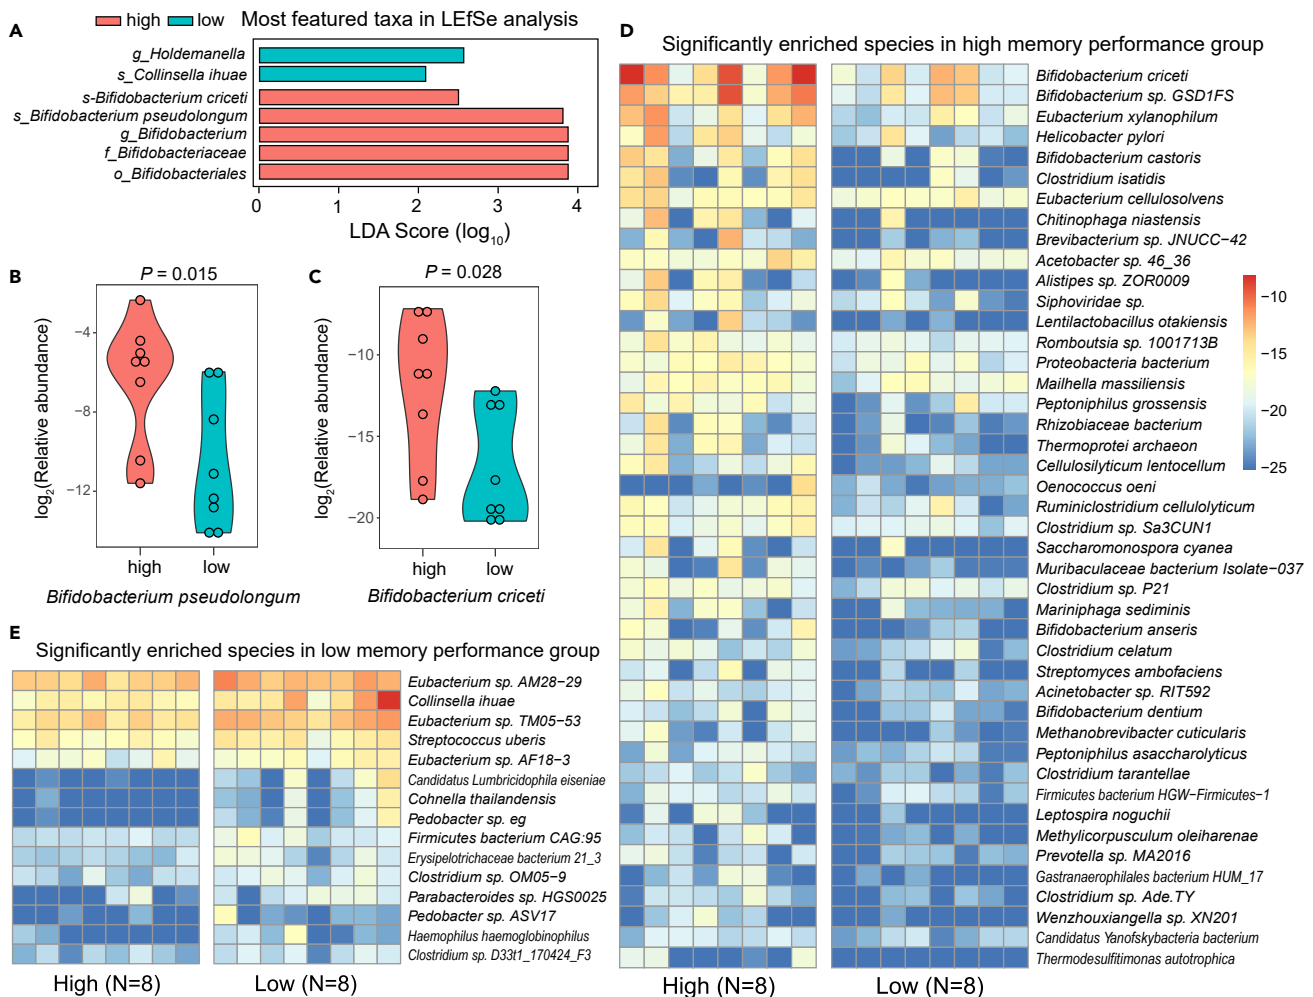 high low Most featured taxa in LEfSe analysis
A
g_Holdemanella
s_Collinsella ihuae
s-Bifidobacterium criceti
s_Bifidobacterium pseudolongum
g_Bifidobacterium
f_Bifidobacteriaceae
o_Bifidobacteriales
0 1 2 3 4
LDA Score (log10)
B
P = 0.015
log2(Relative abundance)
−4
−8
−12
high low
Bifidobacterium pseudolongum
C
P = 0.028
log2(Relative abundance)
−10
−15
−20
high low
Bifidobacterium criceti
D
Significantly enriched species in high memory performance group
Bifidobacterium criceti
Bifidobacterium sp. GSD1FS
Eubacterium xylanophilum
Helicobacter pylori
Bifidobacterium castoris
Clostridium isatidis
Eubacterium cellulosolvens
Chitinophaga niastensis
Brevibacterium sp. JNUCC−42
Acetobacter sp. 46_36
Alistipes sp. ZOR0009
Siphoviridae sp.
Lentilactobacillus otakiensis
Romboutsia sp. 1001713B
Proteobacteria bacterium
Mailhella massiliensis
Peptoniphilus grossensis
Rhizobiaceae bacterium
Thermoprotei archaeon
Cellulosilyticum lentocellum
Oenococcus oeni
Ruminiclostridium cellulolyticum
Clostridium sp. Sa3CUN1
Saccharomonospora cyanea
Muribaculaceae bacterium Isolate−037
Clostridium sp. P21
Mariniphaga sediminis
Bifidobacterium anseris
Clostridium celatum
Streptomyces ambofaciens
Acinetobacter sp. RIT592
Bifidobacterium dentium
Methanobrevibacter cuticularis
Peptoniphilus asaccharolyticus
Clostridium tarantellae
Firmicutes bacterium HGW−Firmicutes−1
Leptospira noguchii
Methylicorpusculum oleiharenae
Prevotella sp. MA2016
Gastranaerophilales bacterium HUM_17
Clostridium sp. Ade.TY
Wenzhouxiangella sp. XN201
Candidatus Yanofskybacteria bacterium
Thermodesulfitimonas autotrophica
High (N=8) Low (N=8)
−10
−15
−20
−25
E
Significantly enriched species in low memory performance group
Eubacterium sp. AM28−29
Collinsella ihuae
Eubacterium sp. TM05−53
Streptococcus uberis
Eubacterium sp. AF18−3
Candidatus Lumbricidophila eiseniae
Cohnella thailandensis
Pedobacter sp. eg
Firmicutes bacterium CAG:95
Erysipelotrichaceae bacterium 21_3
Clostridium sp. OM05−9
Parabacteroides sp. HGS0025
Pedobacter sp. ASV17
Haemophilus haemoglobinophilus
Clostridium sp. D33t1_170424_F3
High (N=8) Low (N=8)